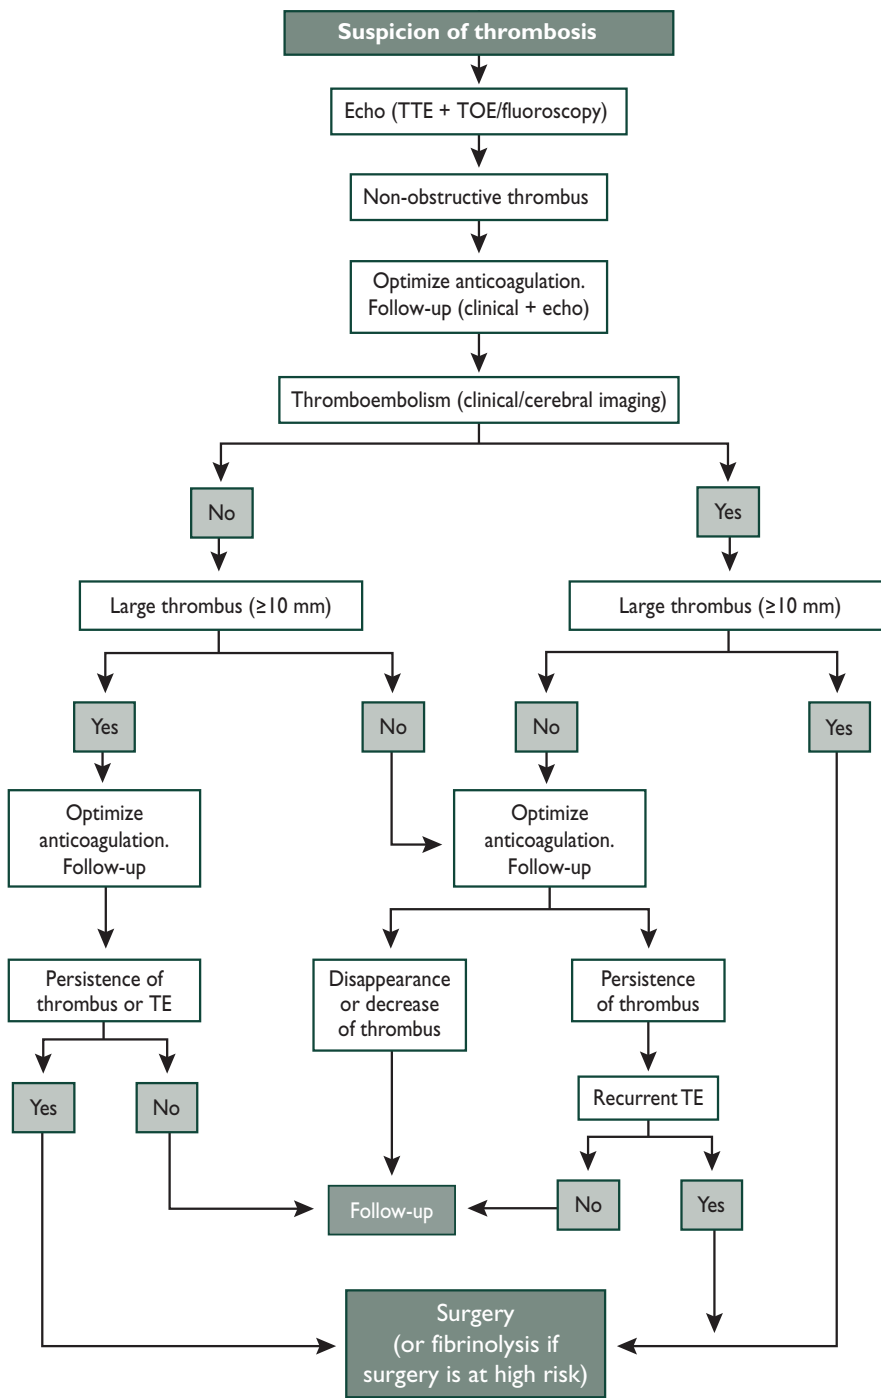 Suspicion of thrombosis
Echo (TTE + TOE/fluoroscopy)
Non-obstructive thrombus
Optimize anticoagulation.
Follow-up (clinical + echo)
Thromboembolism (clinical/cerebral imaging)
No
Yes
Large thrombus (≥10 mm)
Large thrombus (≥10 mm)
Yes
No
No
Yes
Optimize
anticoagulation.
Follow-up
Optimize
anticoagulation.
Follow-up
Persistence of
thrombus or TE
Disappearance
or decrease
of thrombus
Persistence
of thrombus
Yes
No
Recurrent TE
Follow-up
No
Yes
Surgery
(or fibrinolysis if
surgery is at high risk)